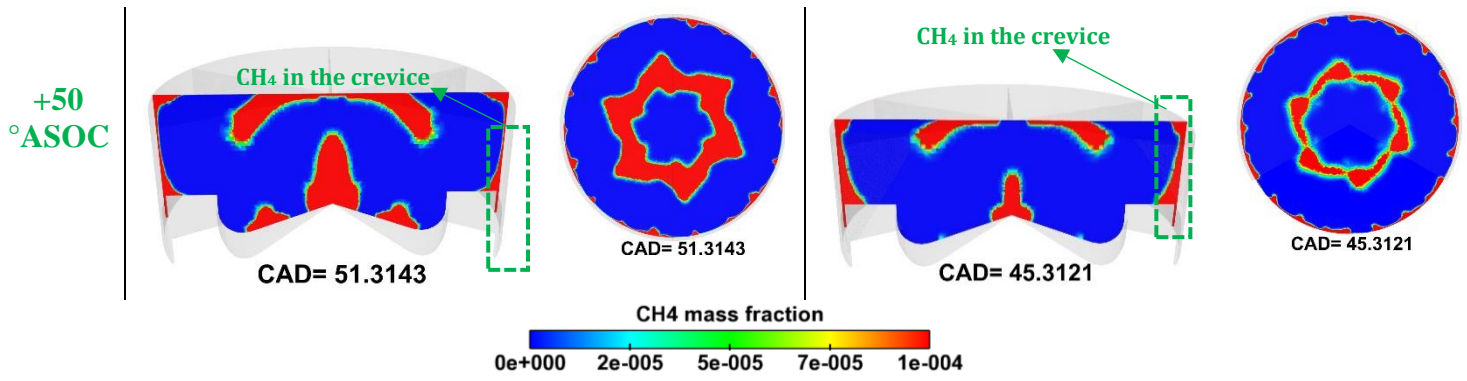 +50
°ASOC
CH₄ in the crevice
CAD= 51.3143
CAD= 51.3143
CH₄ in the crevice
CAD= 45.3121
CAD= 45.3121
CH4 mass fraction
0e+000 2e-005 5e-005 7e-005 1e-004